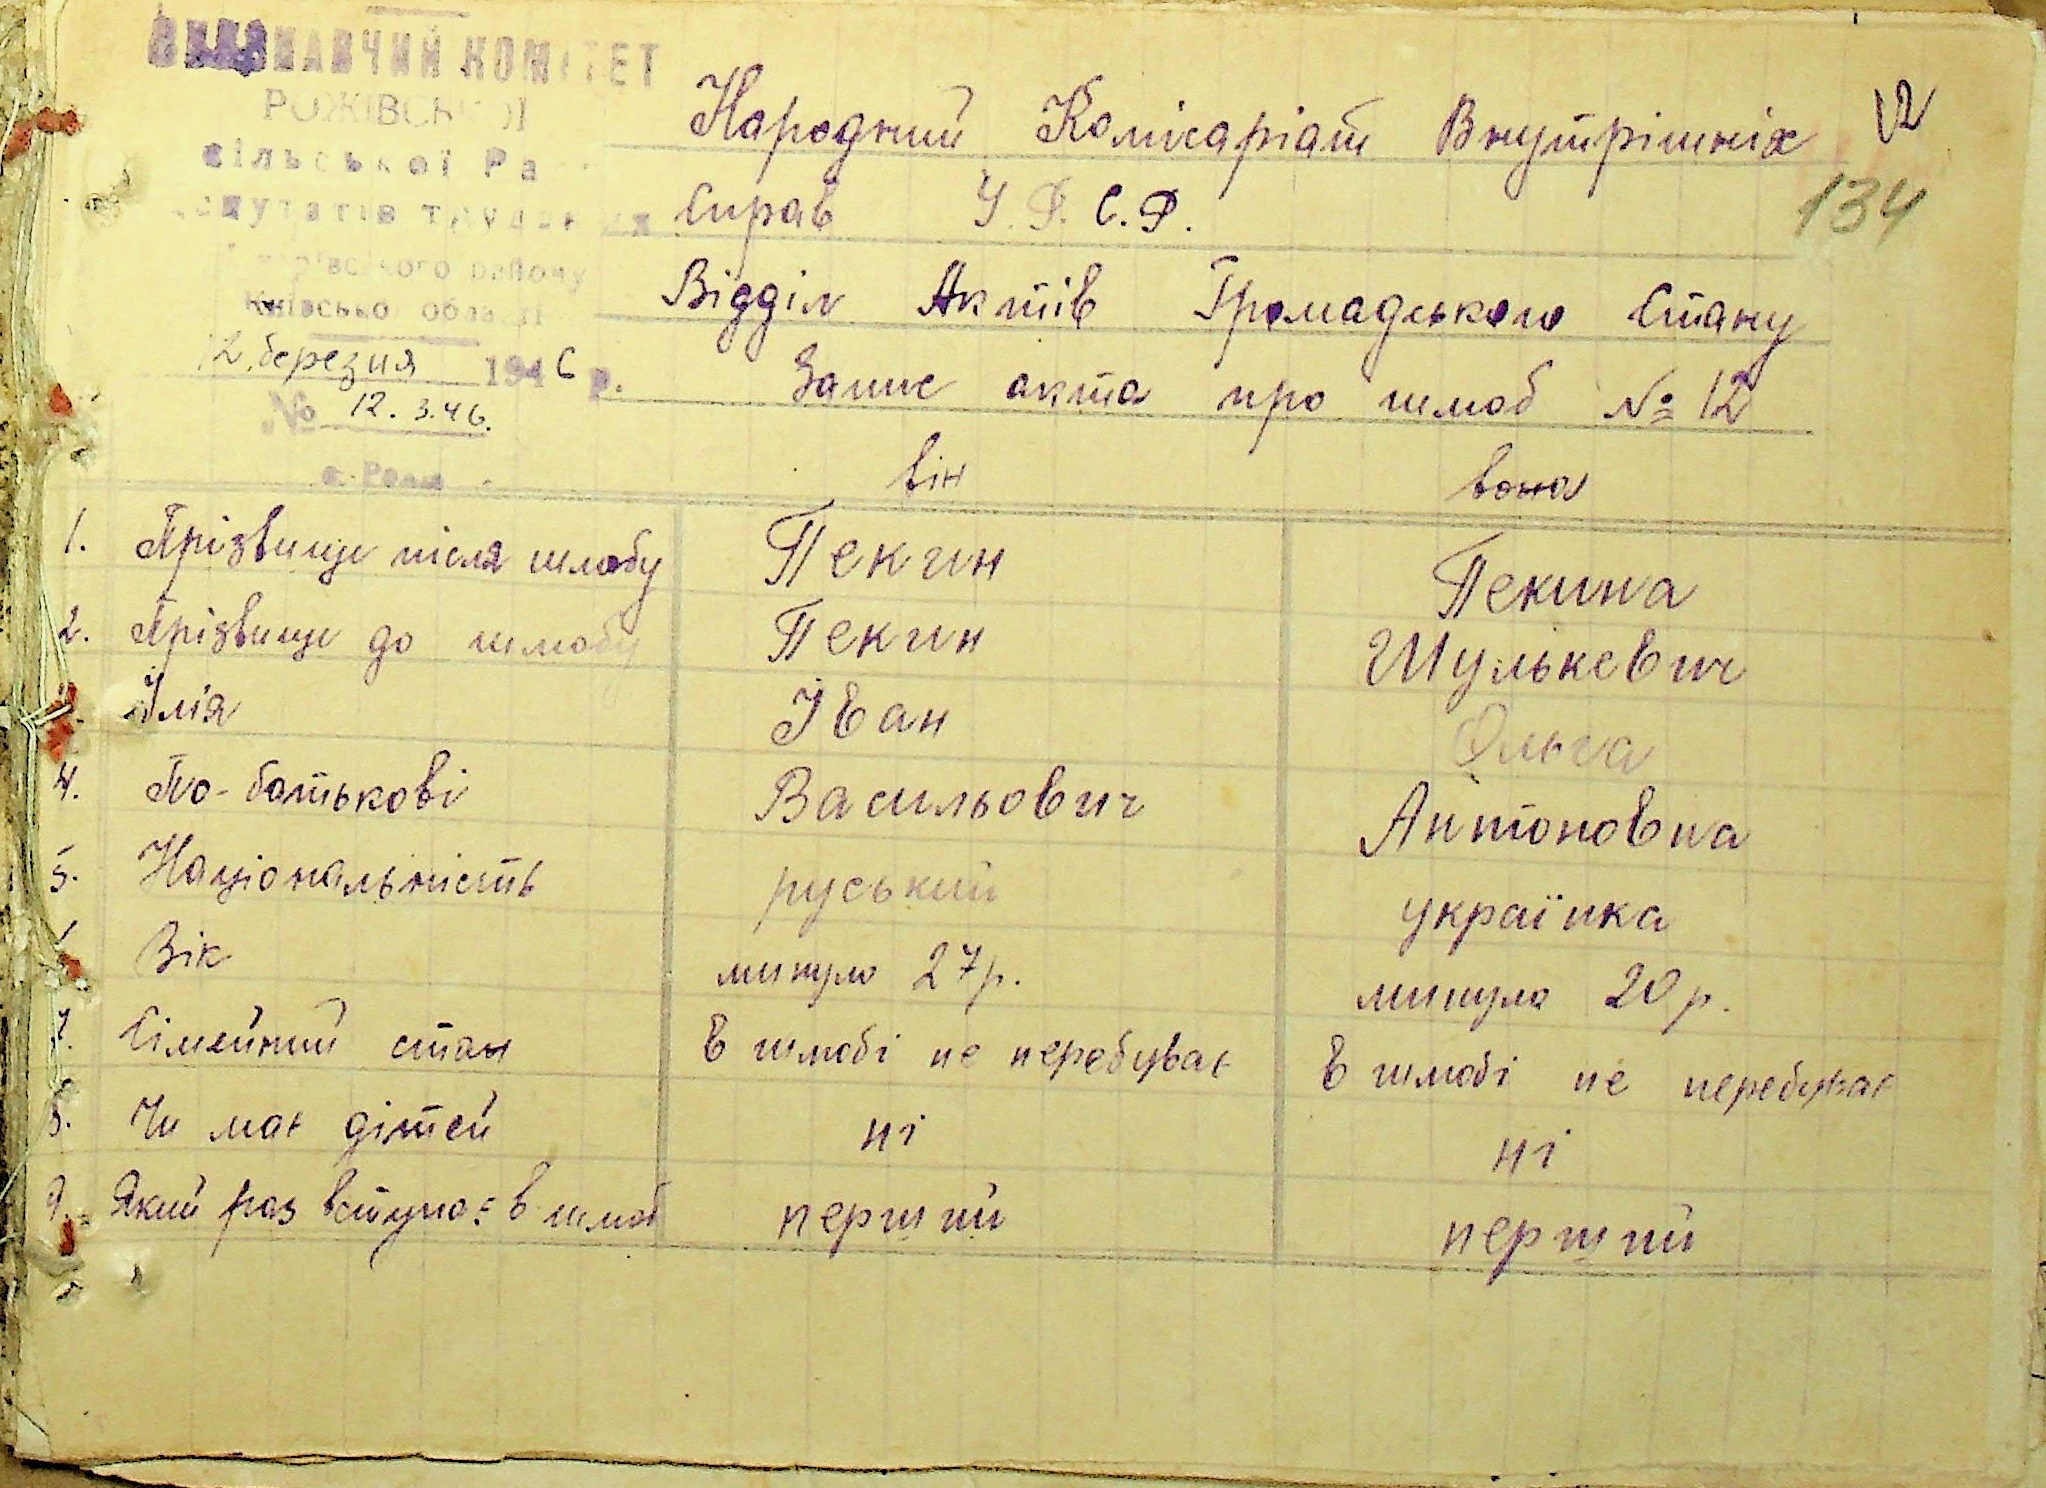 ВИКОНАВЧИЙ КОМІТЕТ
РОЖІВСЬКОЇ
сільської Ра
депутатів трудящих
району
Київської області
12 березня 1946 р.
№ 12.3.46.
с.
12
134
Народний Комісаріат Внутрішніх
Справ У.Р.С.Р.
Відділ Актів Громадського Стану
Запис акта про шлюб № 12
він вона
1. Прізвище після шлюбу Пекин Пекина
2. Прізвище до шлюбу Пекин Шулькевич
Ім'я Іван Ольга
4. По-батькові Васильович Антоновна
5. Національність руський українка
Вік минуло 27 р. минуло 20 р.
7. Сімейний стан в шлюбі не перебував в шлюбі не перебував
8. Чи має дітей ні ні
9. Який раз вступає в шлюб перший перший